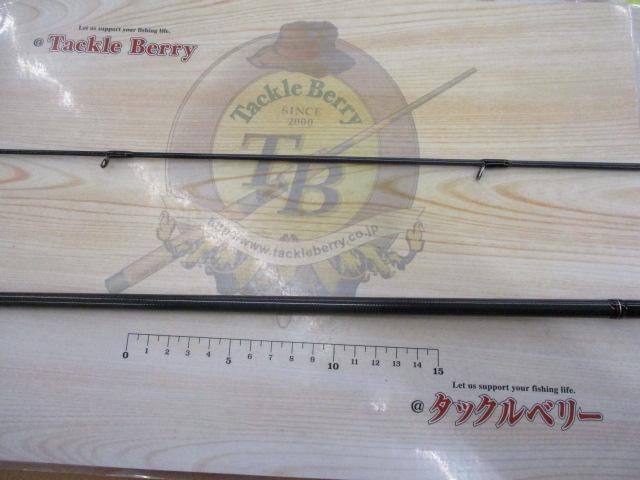 Let us support your fishing life.
@ Tackle Berry
Tackle Berry
SINCE
2000
TB
http://www.tackleberry.co.jp
0 1 2 3 4 5 6 7 8 9 10 11 12 13 14 15
Let us support your fishing life.
@ タックルベリー